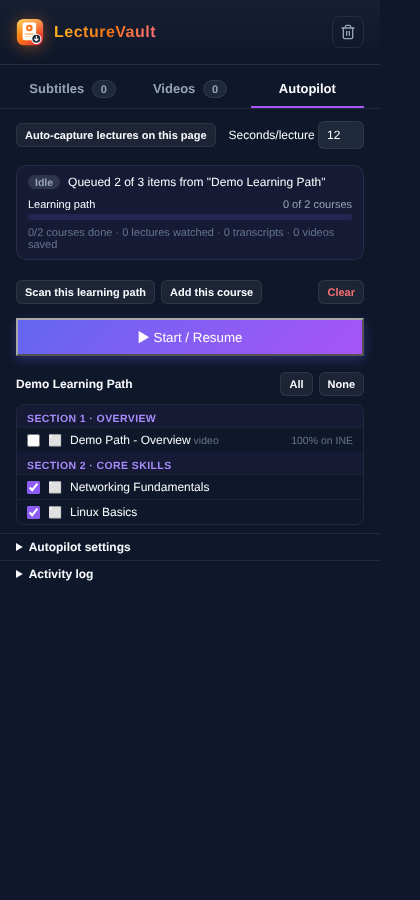 LectureVault
Subtitles 0 Videos 0 Autopilot
Auto-capture lectures on this page Seconds/lecture 12
Idle Queued 2 of 3 items from "Demo Learning Path"
Learning path 0 of 2 courses
0/2 courses done · 0 lectures watched · 0 transcripts · 0 videos
saved
Scan this learning path Add this course Clear
▶ Start / Resume
Demo Learning Path All None
SECTION 1 · OVERVIEW
Demo Path - Overview video 100% on INE
SECTION 2 · CORE SKILLS
Networking Fundamentals
Linux Basics
Autopilot settings
Activity log